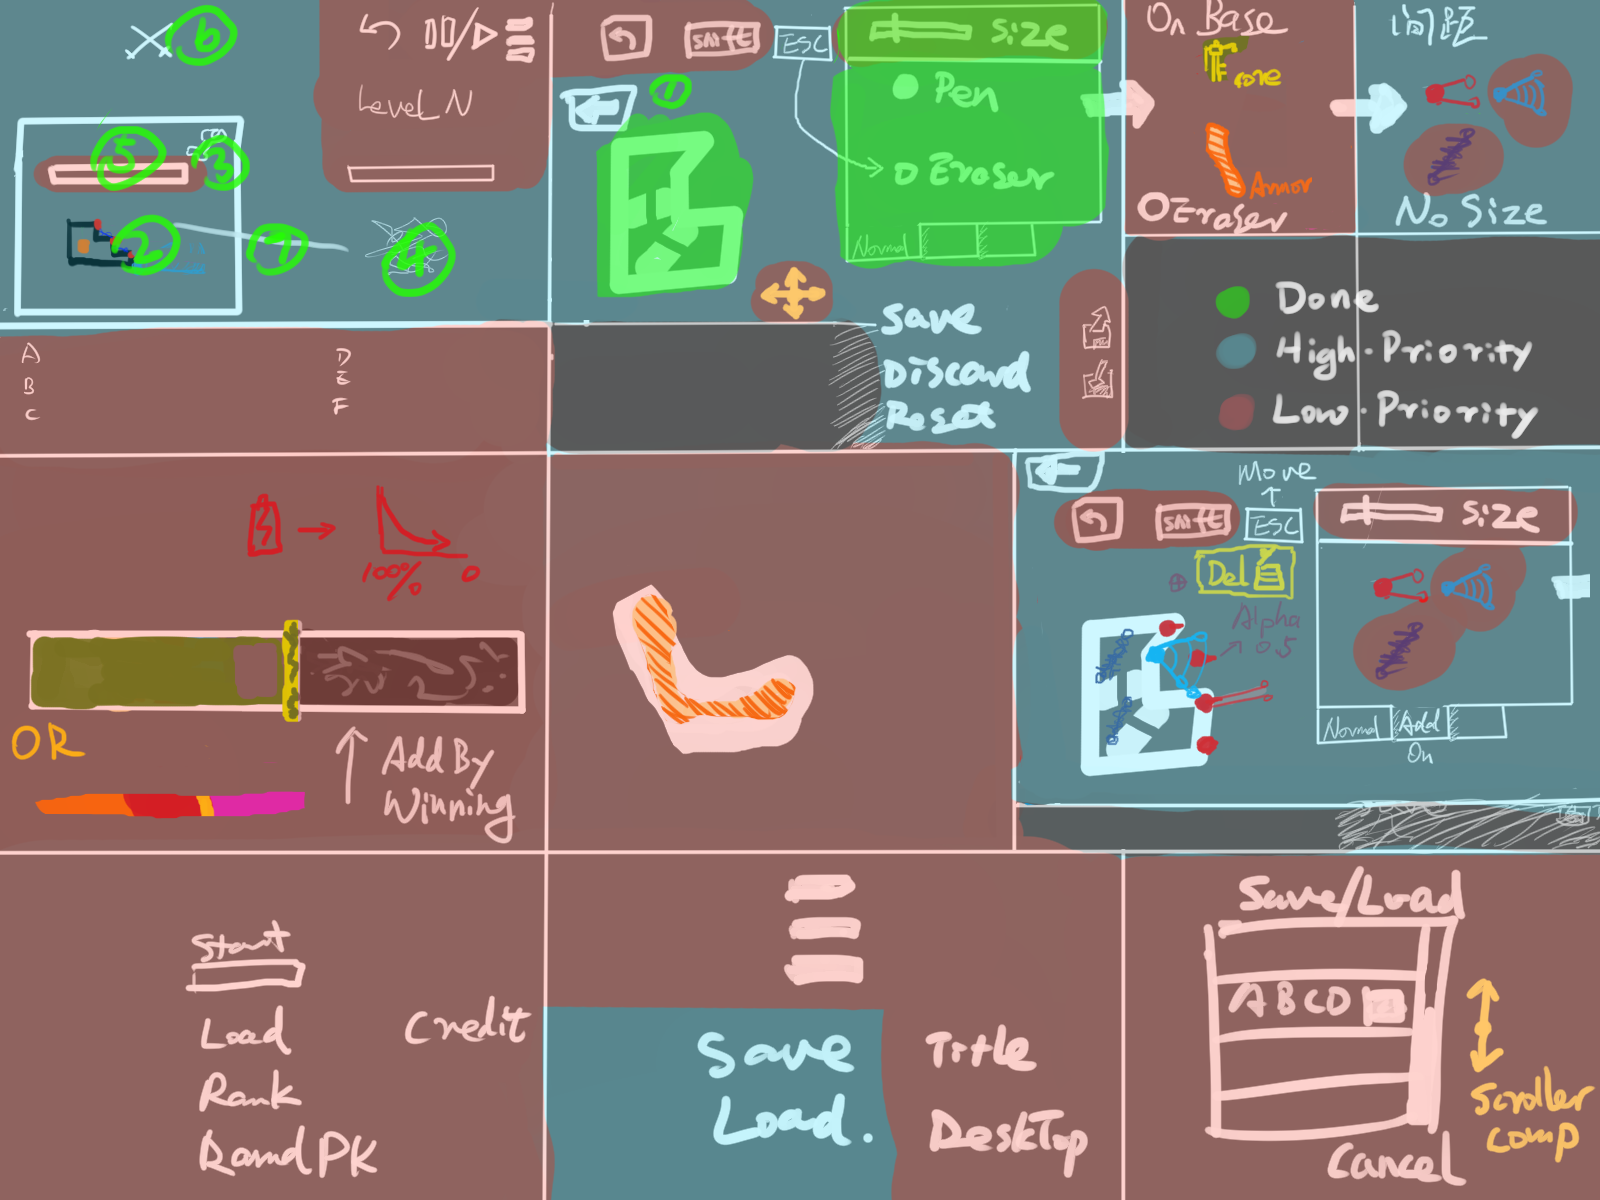 6
Level_N
5
3
2
7
4
A
B
C
D
E
F
shift
ESC
Size
1
Pen
Eraser
Normal
Save
Discard
Reset
On Base
Core
Armor
Eraser
间距
No Size
Done
High-Priority
Low-Priority
100%
0
OR
Add By
Winning
Move
shift
ESC
Size
Del
Alpha
0.5
Normal
Add
On
Start
Load
Rank
Rand PK
Credit
Save
Load.
Title
DeskTop
Save/Load
ABCD
Scroller
comp
Cancel